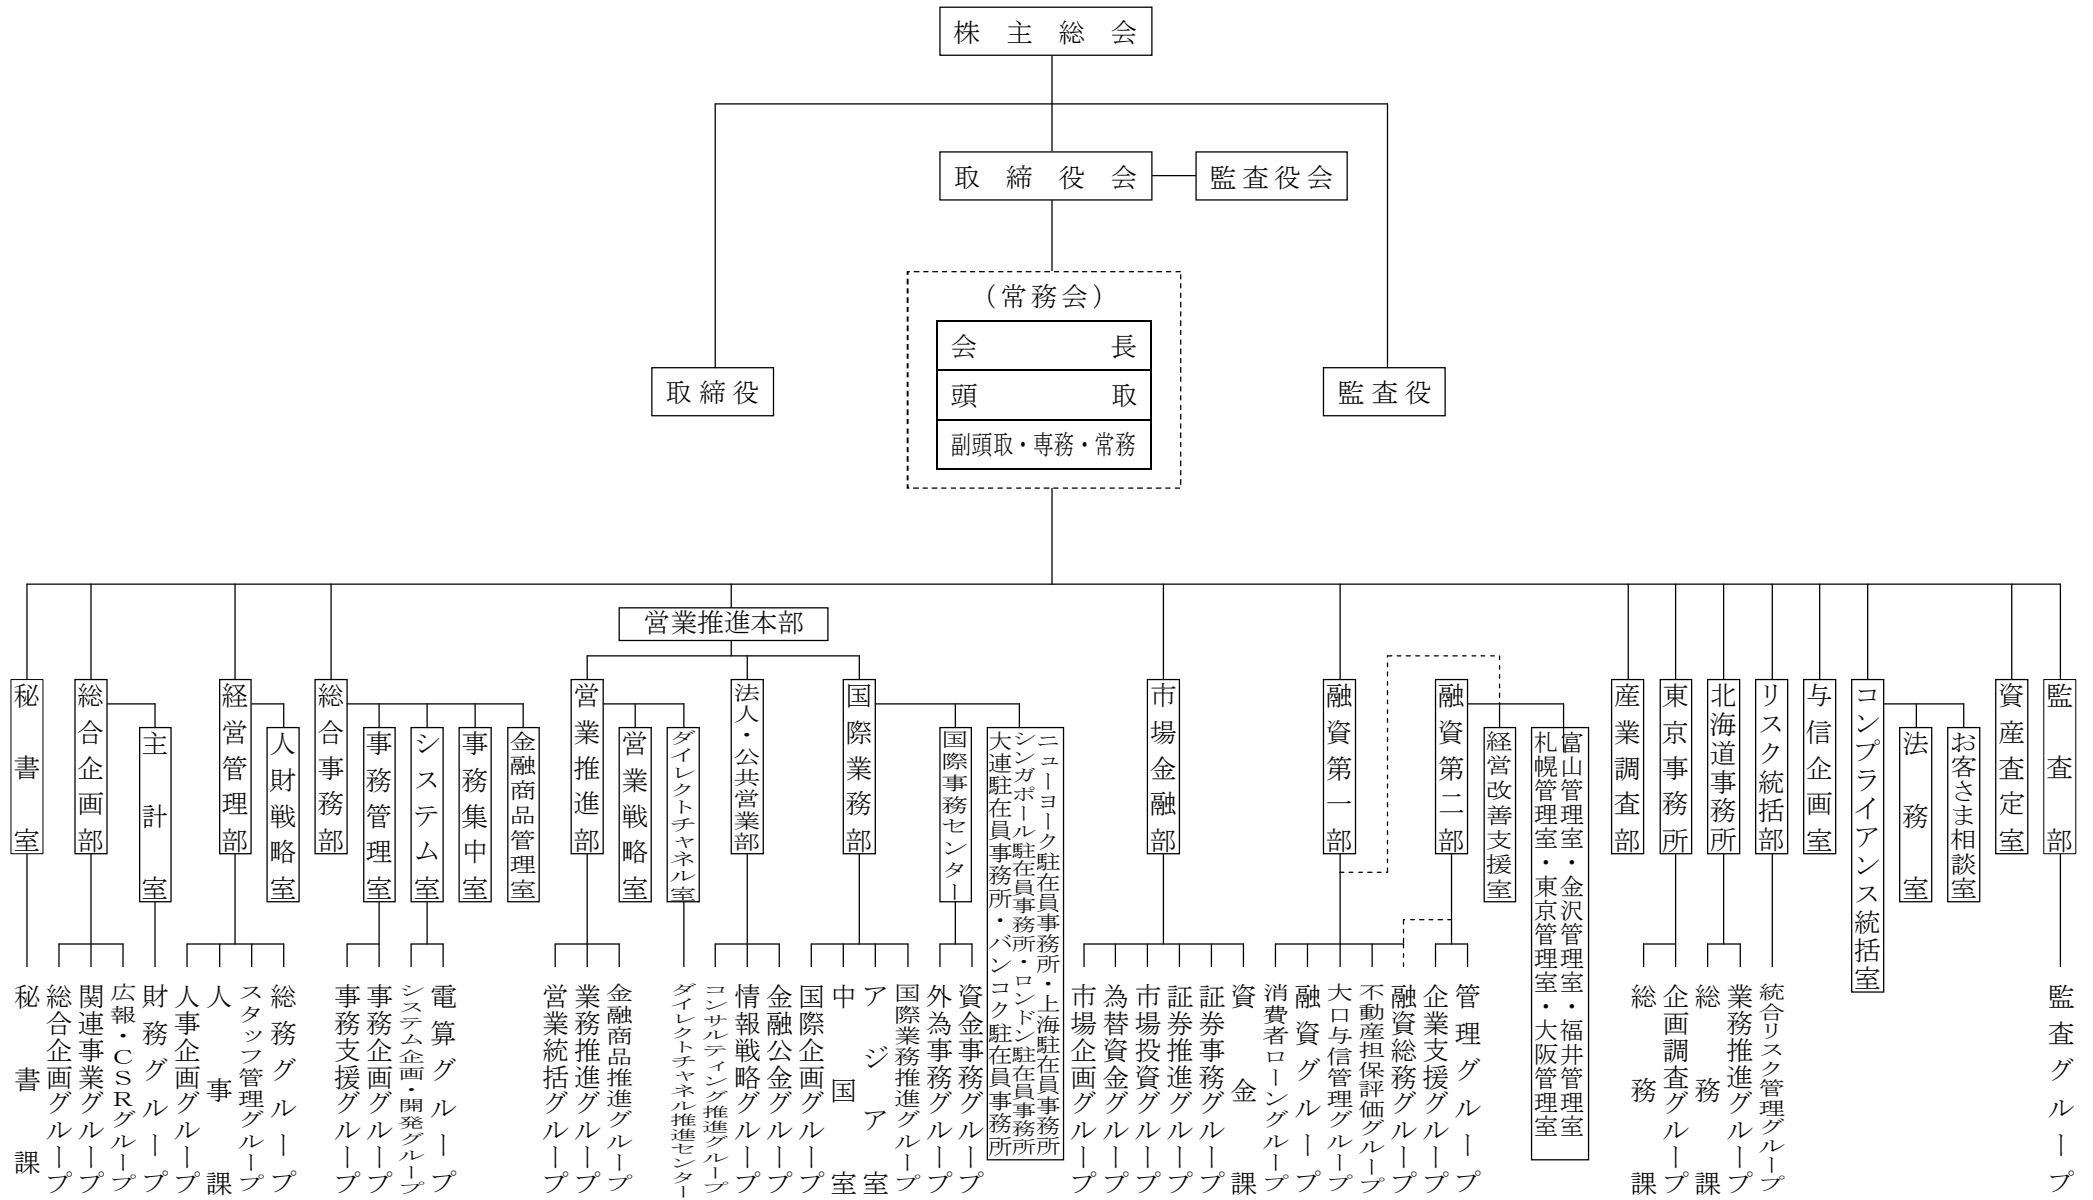 株主総会
取締役会
監査役会
（常務会）
会長
頭取
副頭取・専務・常務
取締役
監査役
営業推進本部
秘書室
総合企画部
主計室
経営管理部
人財戦略室
総合事務部
事務管理室
システム室
事務集中室
金融商品管理室
営業推進部
営業戦略室
ダイレクトチャネル室
法人・公共営業部
国際業務部
国際事務センター
ニューヨーク駐在員事務所・上海駐在員事務所
シンガポール駐在員事務所・ロンドン駐在員事務所
大連駐在員事務所・バンコク駐在員事務所
市場金融部
融資第一部
融資第二部
経営改善支援室
富山管理室・金沢管理室・福井管理室
札幌管理室・東京管理室・大阪管理室
産業調査部
東京事務所
北海道事務所
リスク統括部
与信企画室
コンプライアンス統括室
法務室
お客さま相談室
資産査定室
監査部
秘書課
総合企画グループ
関連事業グループ
広報・CSRグループ
財務グループ
人事企画グループ
人事課
スタッフ管理グループ
総務グループ
事務支援グループ
事務企画グループ
システム企画・開発グループ
電算グループ
営業統括グループ
業務推進グループ
金融商品推進グループ
ダイレクトチャネル推進センター
コンサルティング推進グループ
情報戦略グループ
金融公金グループ
国際企画グループ
中国室
アジア室
国際業務推進グループ
外為事務グループ
資金事務グループ
市場企画グループ
為替資金グループ
市場投資グループ
証券推進グループ
証券事務グループ
資金課
消費者ローングループ
融資グループ
大口与信管理グループ
不動産担保評価グループ
融資総務グループ
企業支援グループ
管理グループ
総務課
企画調査グループ
総務課
業務推進グループ
統合リスク管理グループ
監査グループ